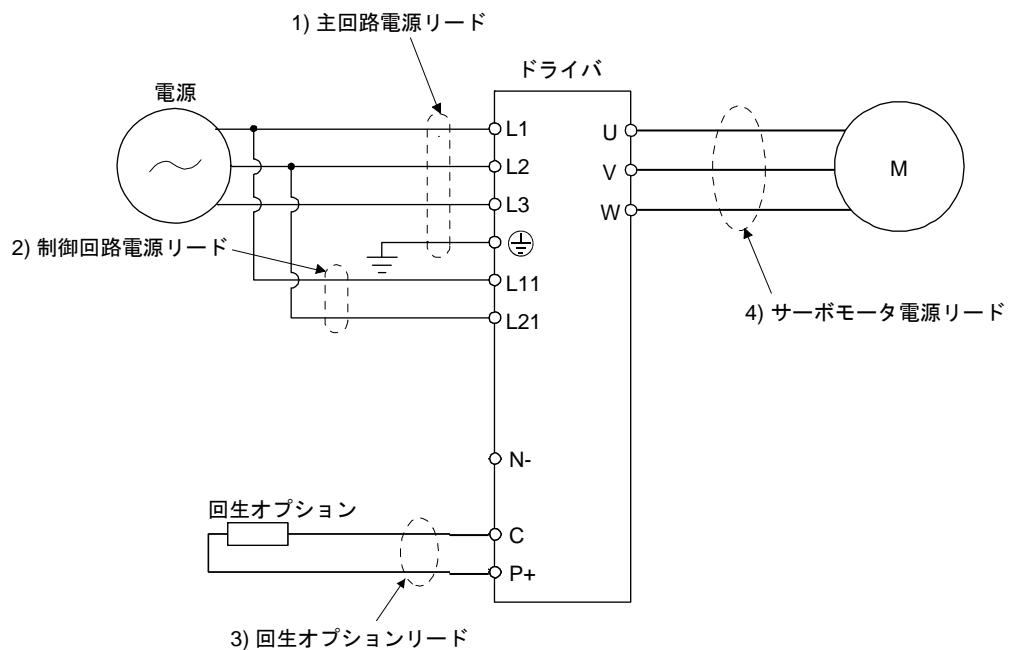 1) 主回路電源リード
ドライバ
電源
L1
L2
L3
L11
L21
N-
C
P+
U
V
W
M
2) 制御回路電源リード
4) サーボモータ電源リード
回生オプション
3) 回生オプションリード